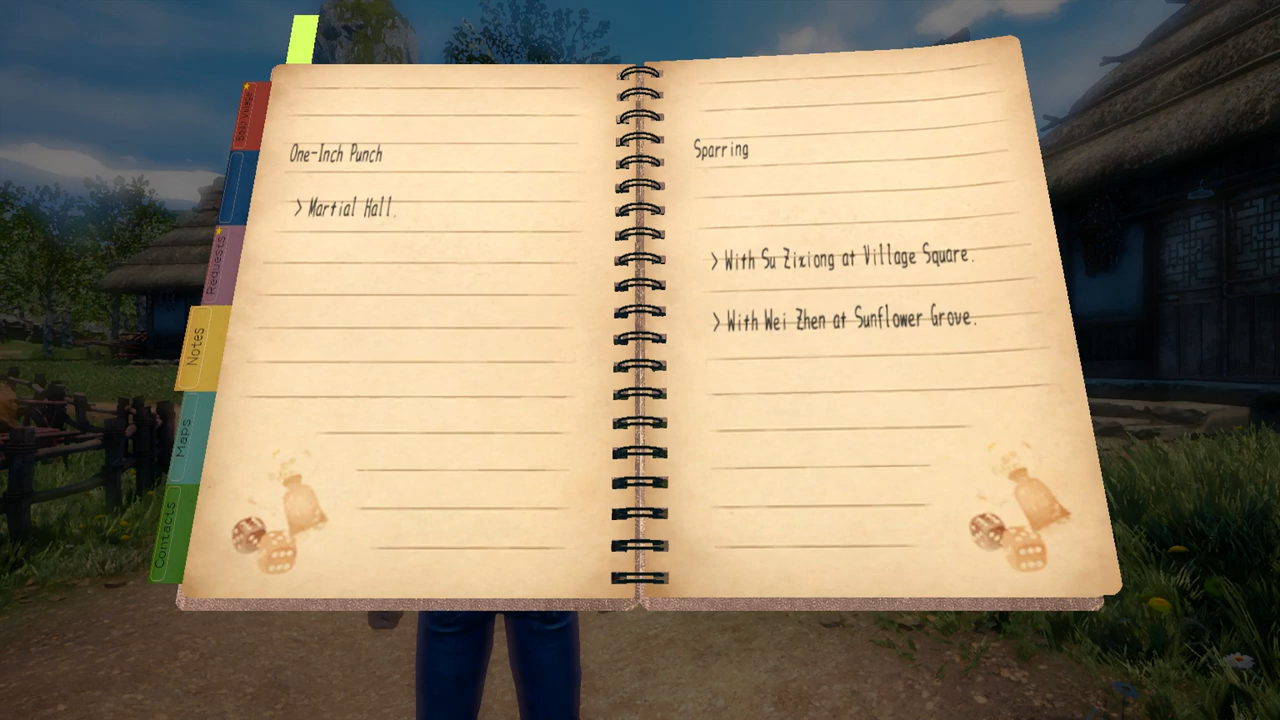 Requests
Notes
Maps
Contacts
One-Inch Punch
> Martial Hall.
Sparring
> With Su Zixiong at Village Square.
> With Wei Zhen at Sunflower Grove.